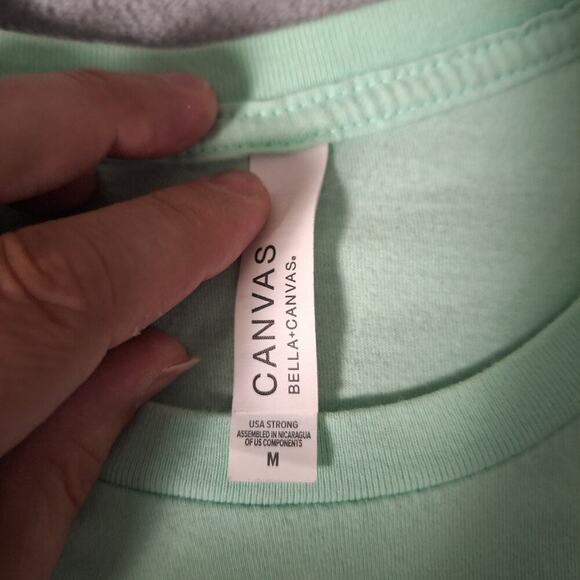 CANVAS
BELLA+CANVAS®
USA STRONG
ASSEMBLED IN NICARAGUA
OF US COMPONENTS
M